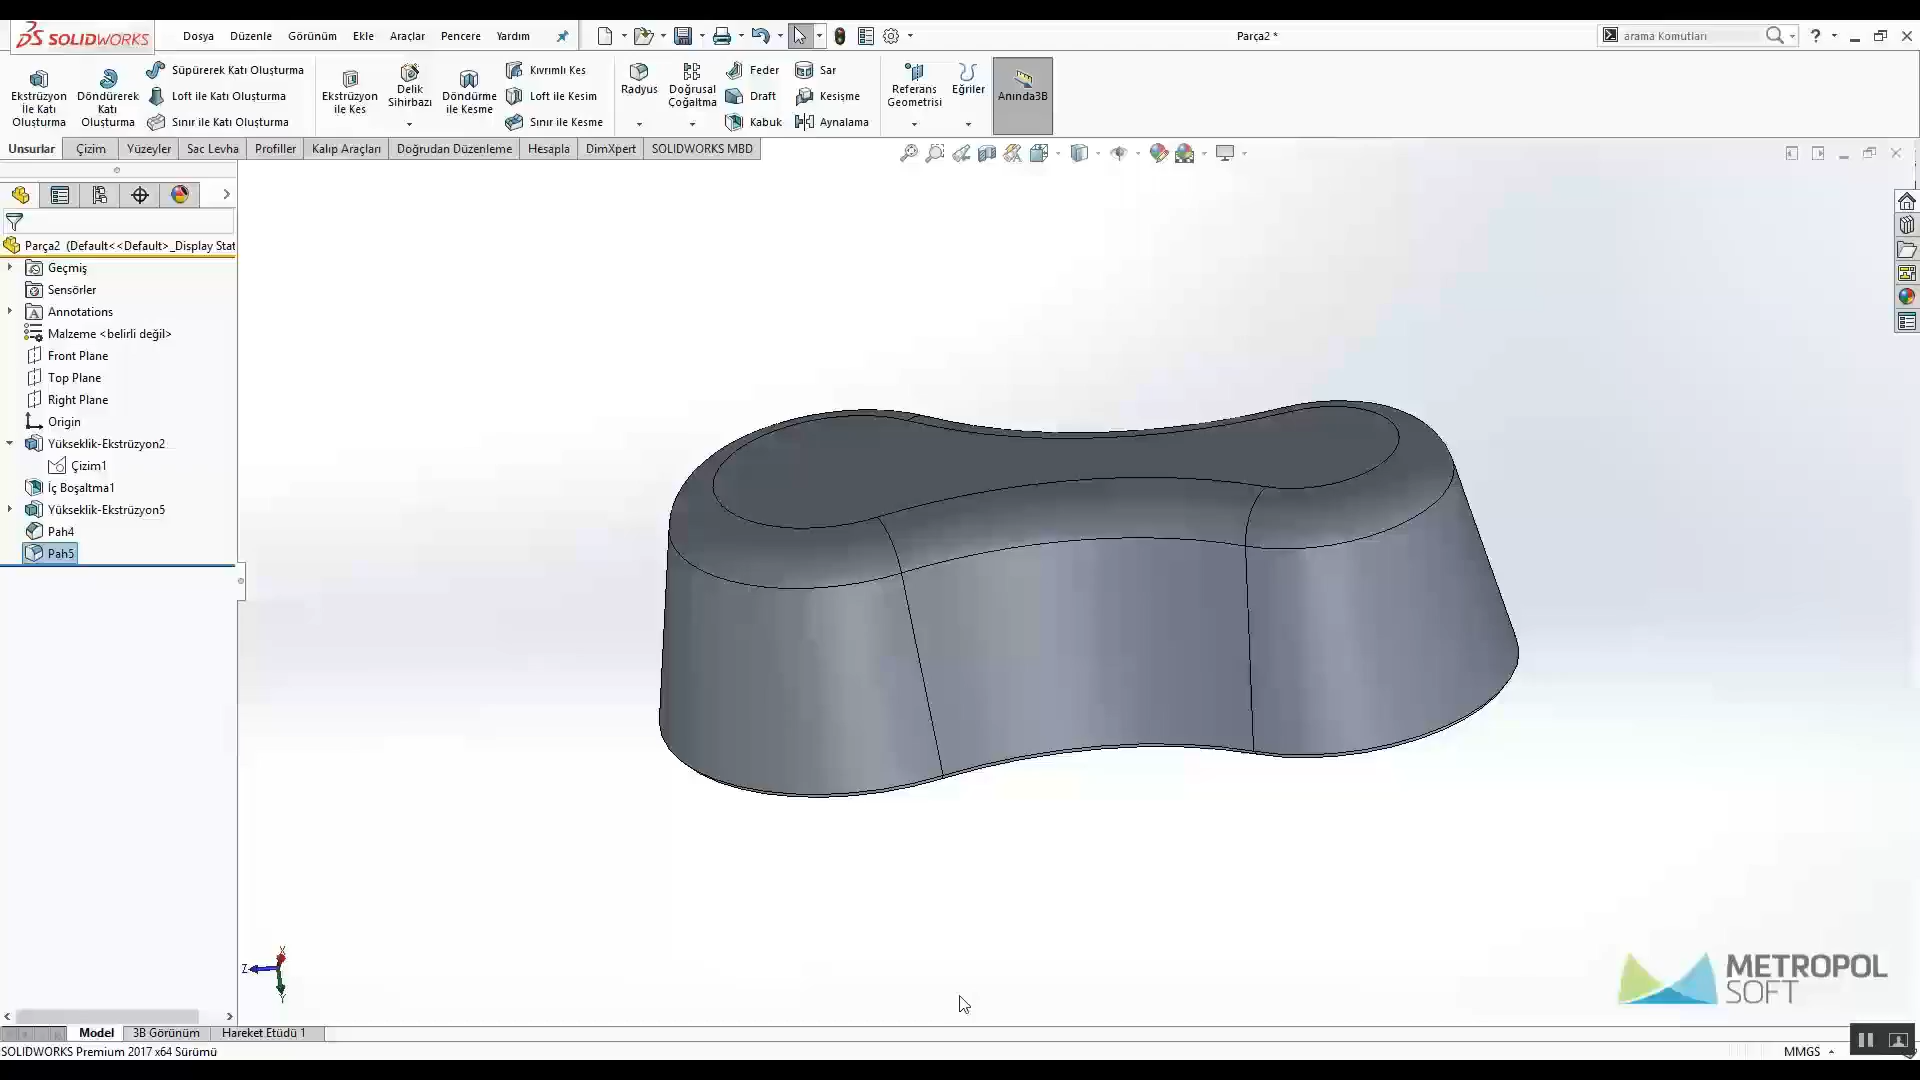 SOLIDWORKS
Dosya Düzenle Görünüm Ekle Araçlar Pencere Yardım
Parça2 *
arama Komutları
Ekstrüzyon İle Katı Oluşturma
Döndürerek Katı Oluşturma
Süpürerek Katı Oluşturma
Loft ile Katı Oluşturma
Sınır ile Katı Oluşturma
Ekstrüzyon ile Kes
Delik Sihirbazı
Döndürme ile Kesme
Kıvrımlı Kes
Loft ile Kesim
Sınır ile Kesme
Radyus
Doğrusal Çoğaltma
Feder
Draft
Kabuk
Sar
Kesişme
Aynalama
Referans Geometrisi
Eğriler
Anında3B
Unsurlar Çizim Yüzeyler Sac Levha Profiller Kalıp Araçları Doğrudan Düzenleme Hesapla DimXpert SOLIDWORKS MBD
Parça2 (Default<<Default>_Display Stat
Geçmiş
Sensörler
Annotations
Malzeme <belirli değil>
Front Plane
Top Plane
Right Plane
Origin
Yükseklik-Ekstrüzyon2
Çizim1
İç Boşaltma1
Yükseklik-Ekstrüzyon5
Pah4
Pah5
X
Z
Y
METROPOL
SOFT
Model 3B Görünüm Hareket Etüdü 1
SOLIDWORKS Premium 2017 x64 Sürümü
MMGS